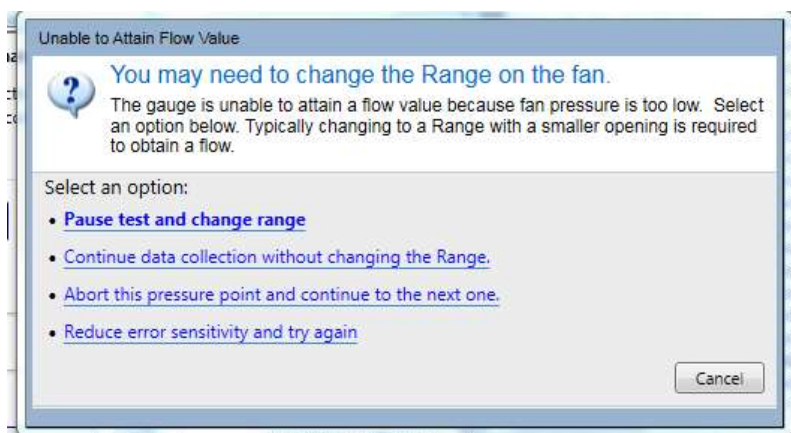 Unable to Attain Flow Value
You may need to change the Range on the fan.
The gauge is unable to attain a flow value because fan pressure is too low.  Select
an option below. Typically changing to a Range with a smaller opening is required
to obtain a flow.
Select an option:
• Pause test and change range
• Continue data collection without changing the Range.
• Abort this pressure point and continue to the next one.
• Reduce error sensitivity and try again
Cancel